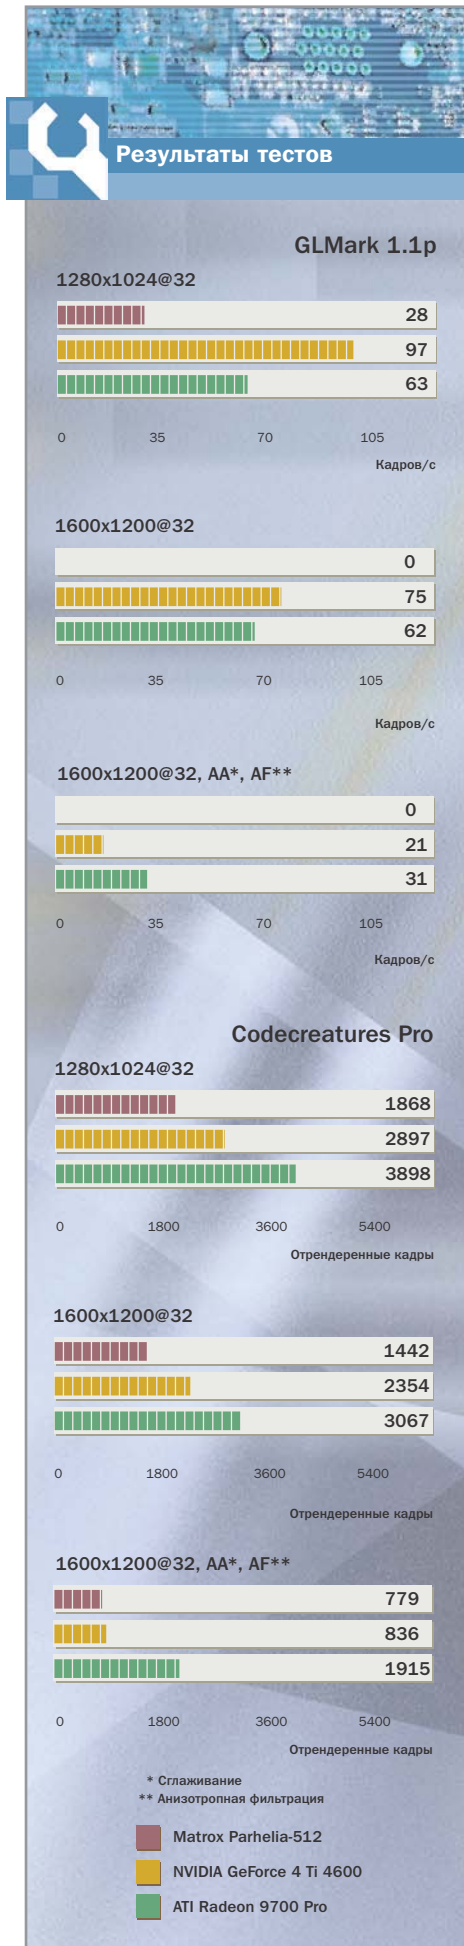 Результаты тестов
GLMark 1.1p
1280x1024@32
28
97
63
0 35 70 105
Кадров/с
1600x1200@32
0
75
62
0 35 70 105
Кадров/с
1600x1200@32, AA*, AF**
0
21
31
0 35 70 105
Кадров/с
Codecreatures Pro
1280x1024@32
1868
2897
3898
0 1800 3600 5400
Отрендеренные кадры
1600x1200@32
1442
2354
3067
0 1800 3600 5400
Отрендеренные кадры
1600x1200@32, AA*, AF**
779
836
1915
0 1800 3600 5400
Отрендеренные кадры
* Сглаживание
** Анизотропная фильтрация
Matrox Parhelia-512
NVIDIA GeForce 4 Ti 4600
ATI Radeon 9700 Pro